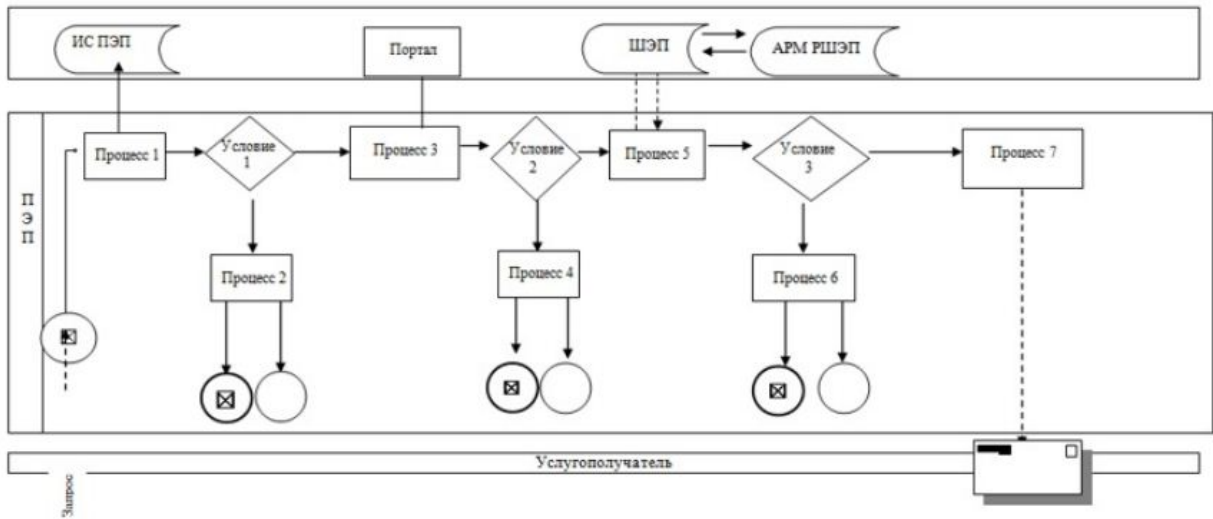 ИС ПЭП
Портал
ШЭП
АРМ РШЭП
П
Э
П
Процесс 1
Условие
1
Процесс 3
Условие
2
Процесс 5
Условие
3
Процесс 7
Процесс 2
Процесс 4
Процесс 6
Услугополучатель
Запрос